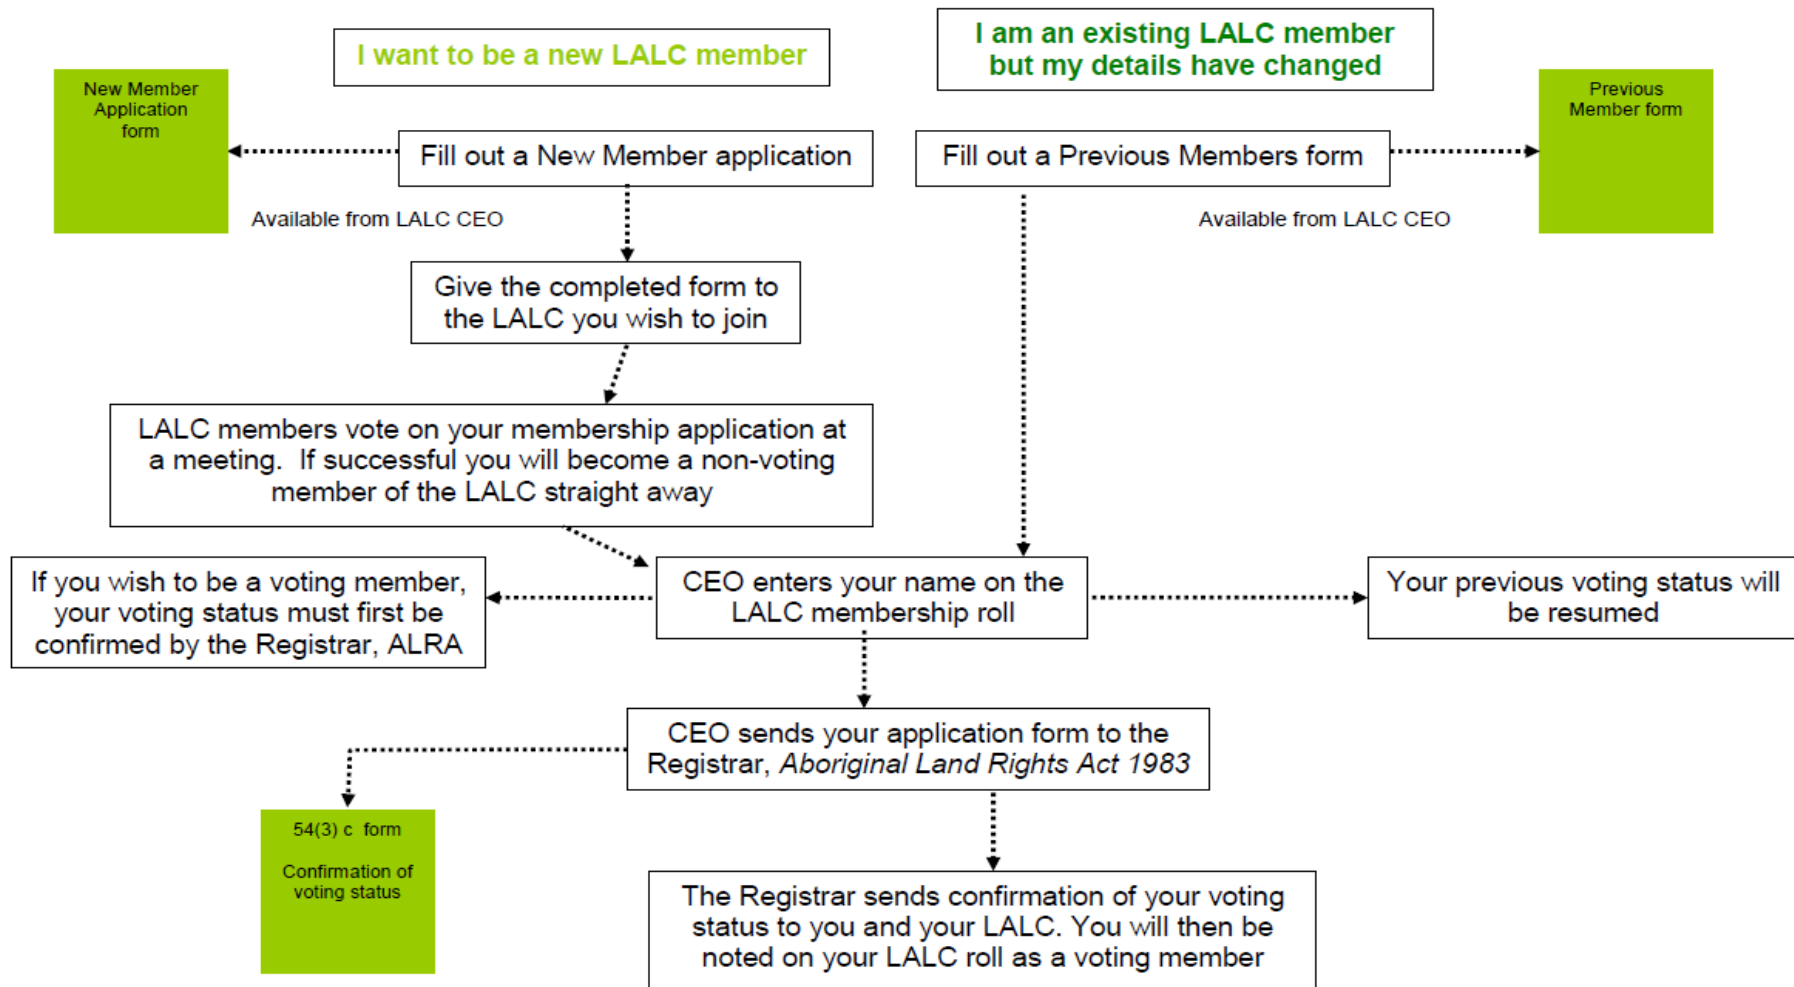 I want to be a new LALC member
I am an existing LALC member
but my details have changed
New Member
Application
form
Previous
Member form
Fill out a New Member application
Fill out a Previous Members form
Available from LALC CEO
Available from LALC CEO
Give the completed form to
the LALC you wish to join
LALC members vote on your membership application at
a meeting.  If successful you will become a non-voting
member of the LALC straight away
If you wish to be a voting member,
your voting status must first be
confirmed by the Registrar, ALRA
CEO enters your name on the
LALC membership roll
Your previous voting status will
be resumed
CEO sends your application form to the
Registrar, Aboriginal Land Rights Act 1983
54(3) c  form
Confirmation of
voting status
The Registrar sends confirmation of your voting
status to you and your LALC. You will then be
noted on your LALC roll as a voting member